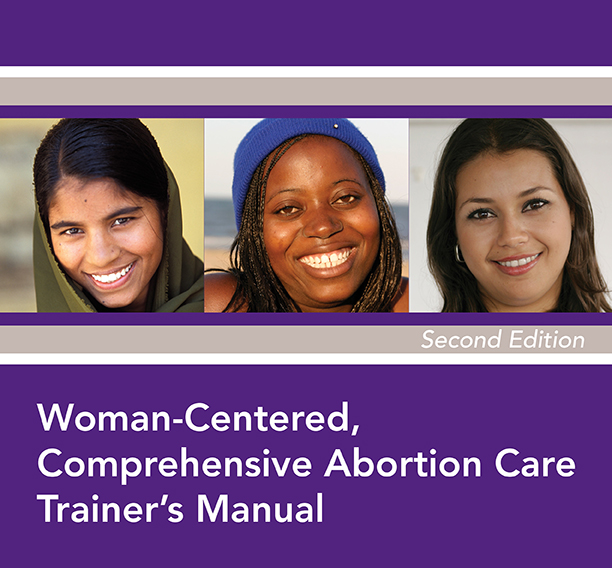 Second Edition
Woman-Centered,
Comprehensive Abortion Care
Trainer's Manual